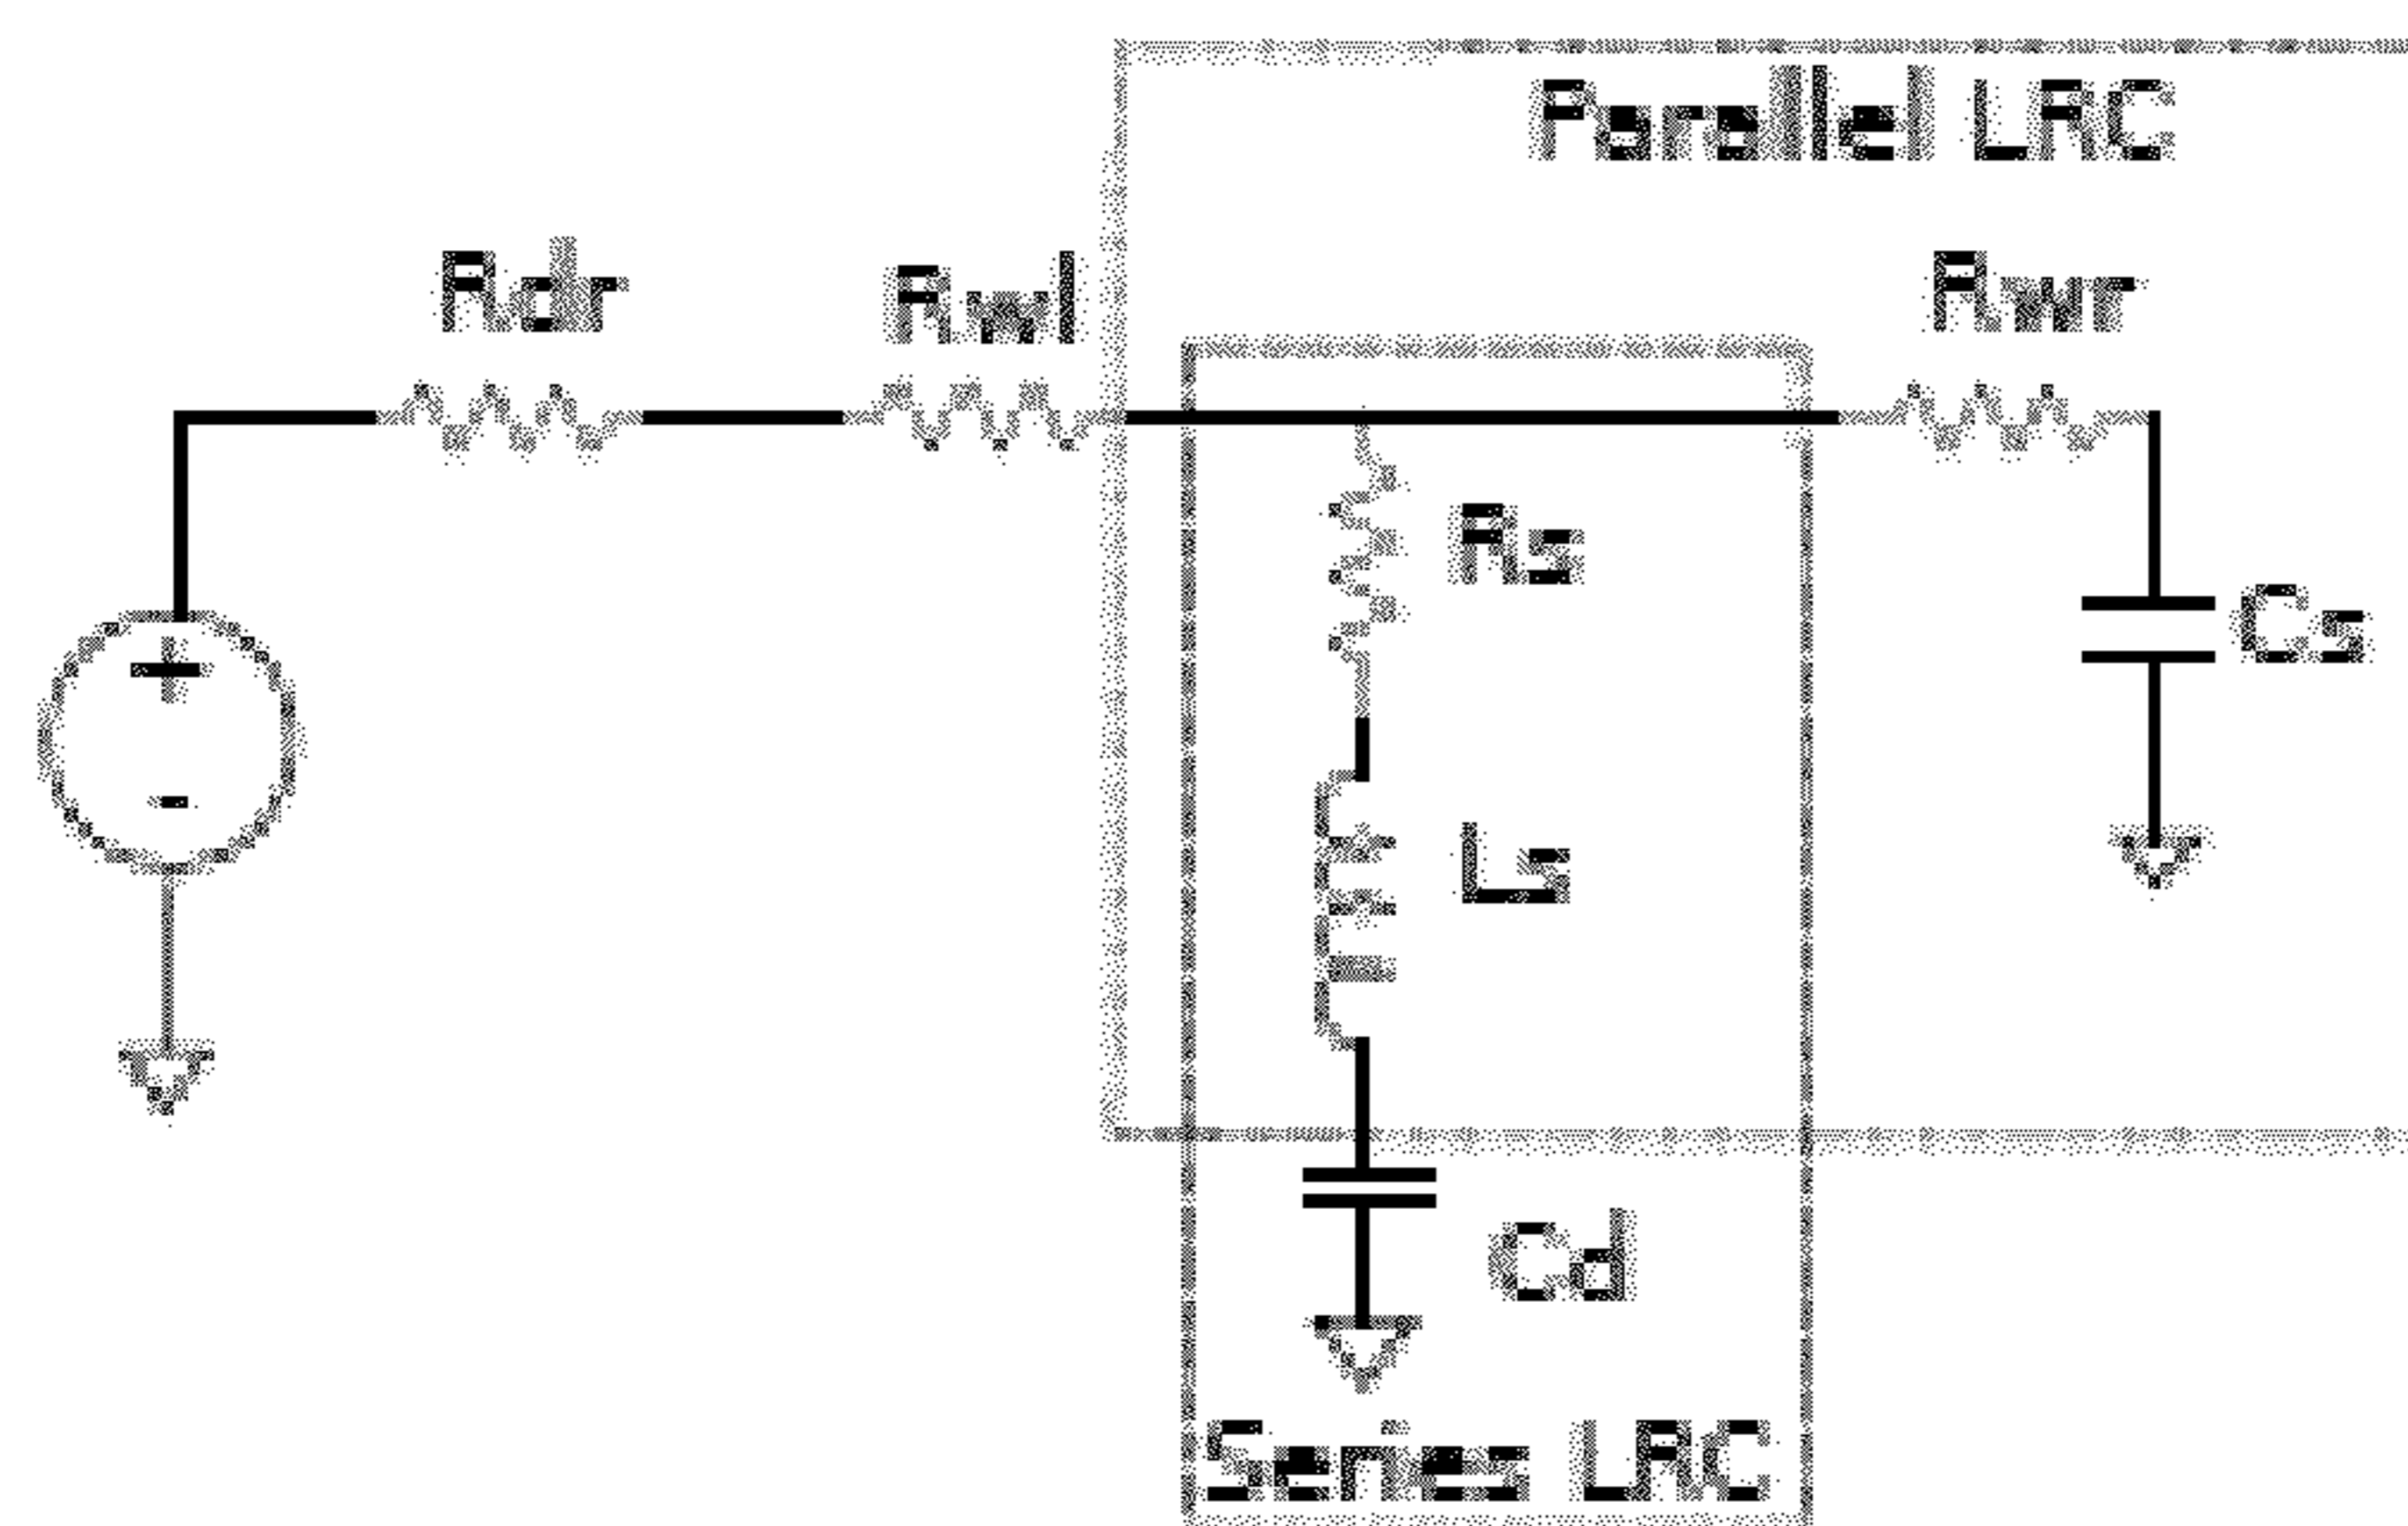 Parallel LRC
Rdr
Rwl
Rwr
Rs
Cs
Ls
Cd
Series LRC